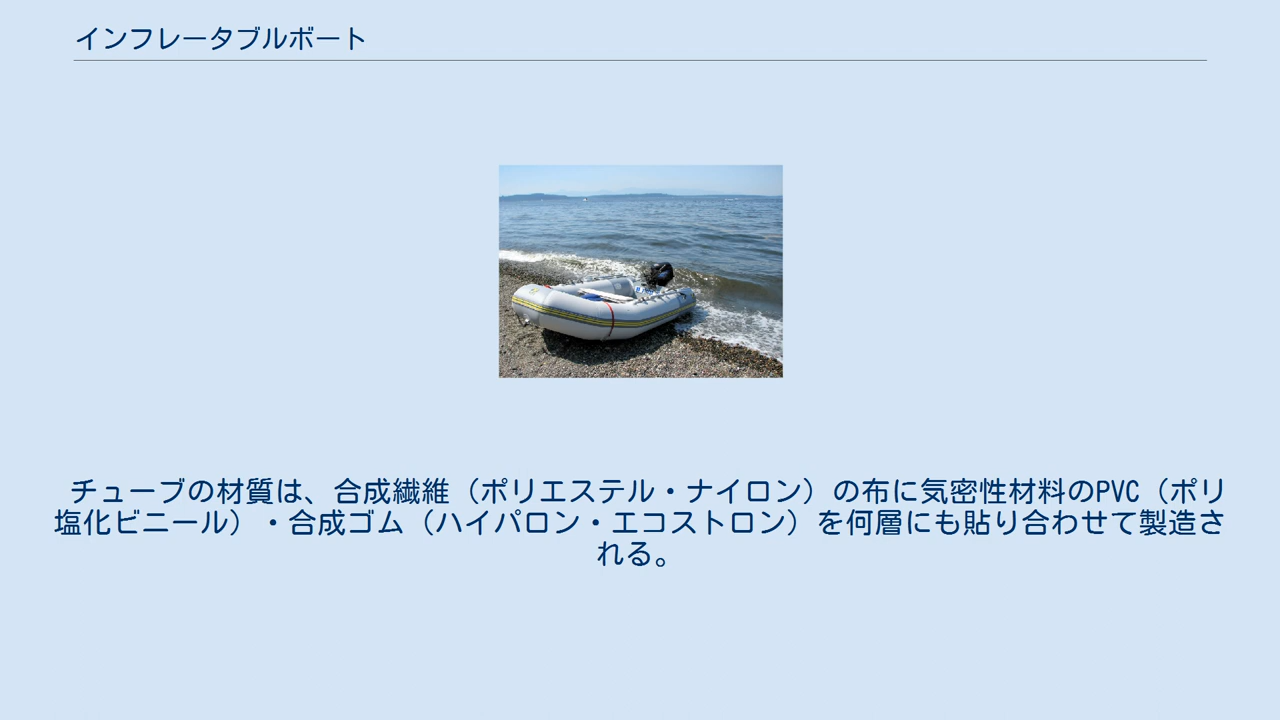 インフレータブルボート
チューブの材質は、合成繊維（ポリエステル・ナイロン）の布に気密性材料のPVC（ポリ
塩化ビニール）・合成ゴム（ハイパロン・エコストロン）を何層にも貼り合わせて製造さ
れる。